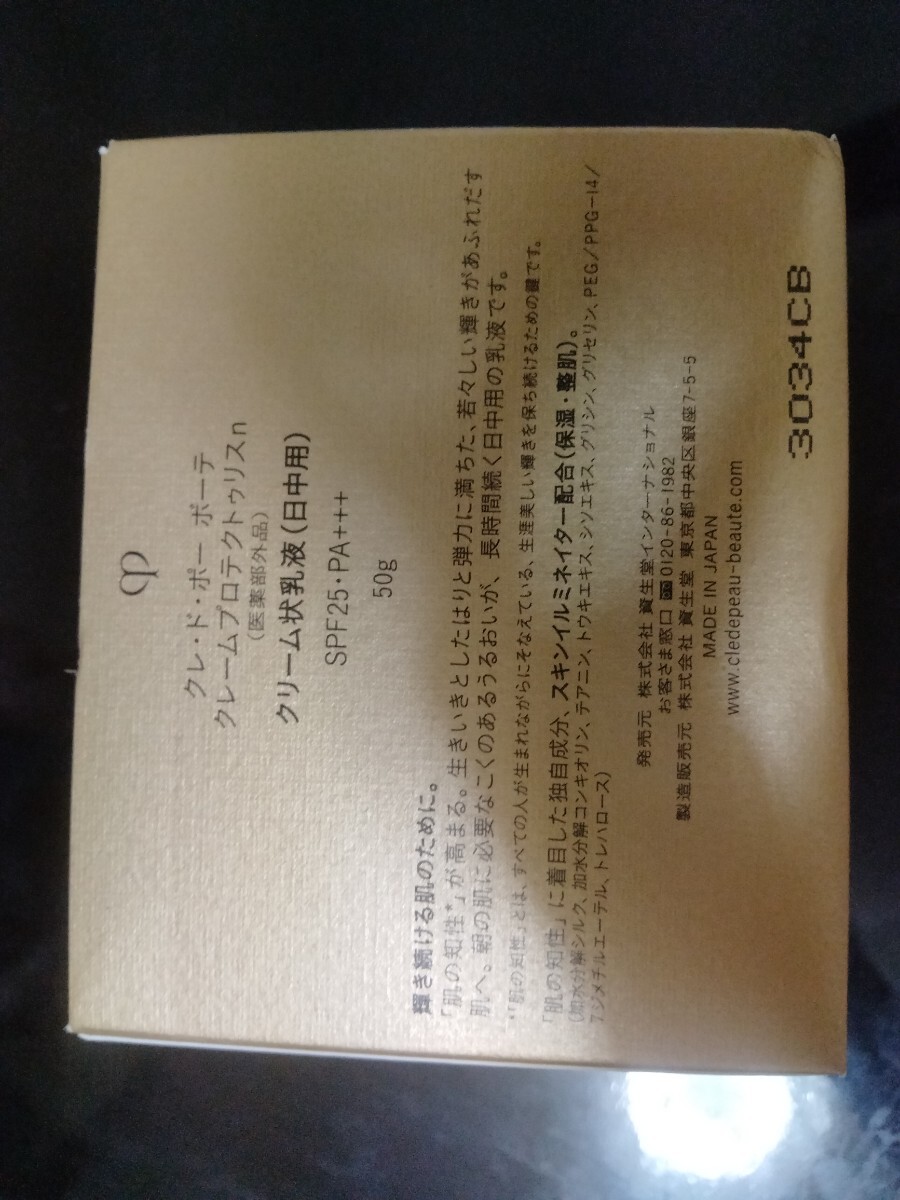 クレ・ド・ポー ボーテ
クレームプロテクトゥリスn
(医薬部外品)
クリーム状乳液(日中用)
SPF25・PA+++
50g
輝き続ける肌のために。
「肌の知性*」が高まる。生きいきとしたはりと弾力に満ちた、若々しい輝きがあふれだす
肌へ。朝の肌に必要なこくのあるうるおいが、長時間続く日中用の乳液です。
*「肌の知性」とは、すべての人が生まれながらにそなえている、生涯美しい輝きを保ち続けるための鍵です。
「肌の知性」に着目した独自成分、スキンイルミネイター配合(保湿・整肌)。
(加水分解シルク、加水分解コンキオリン、テアニン、トウキエキス、シソエキス、グリシン、グリセリン、PEG/PPG-14/
7ジメチルエーテル、トレハロース)
発売元 株式会社 資生堂インターナショナル
お客さま窓口 0120-86-1982
製造販売元 株式会社 資生堂 東京都中央区銀座7-5-5
MADE IN JAPAN
www.cledepeau-beaute.com
3034CB